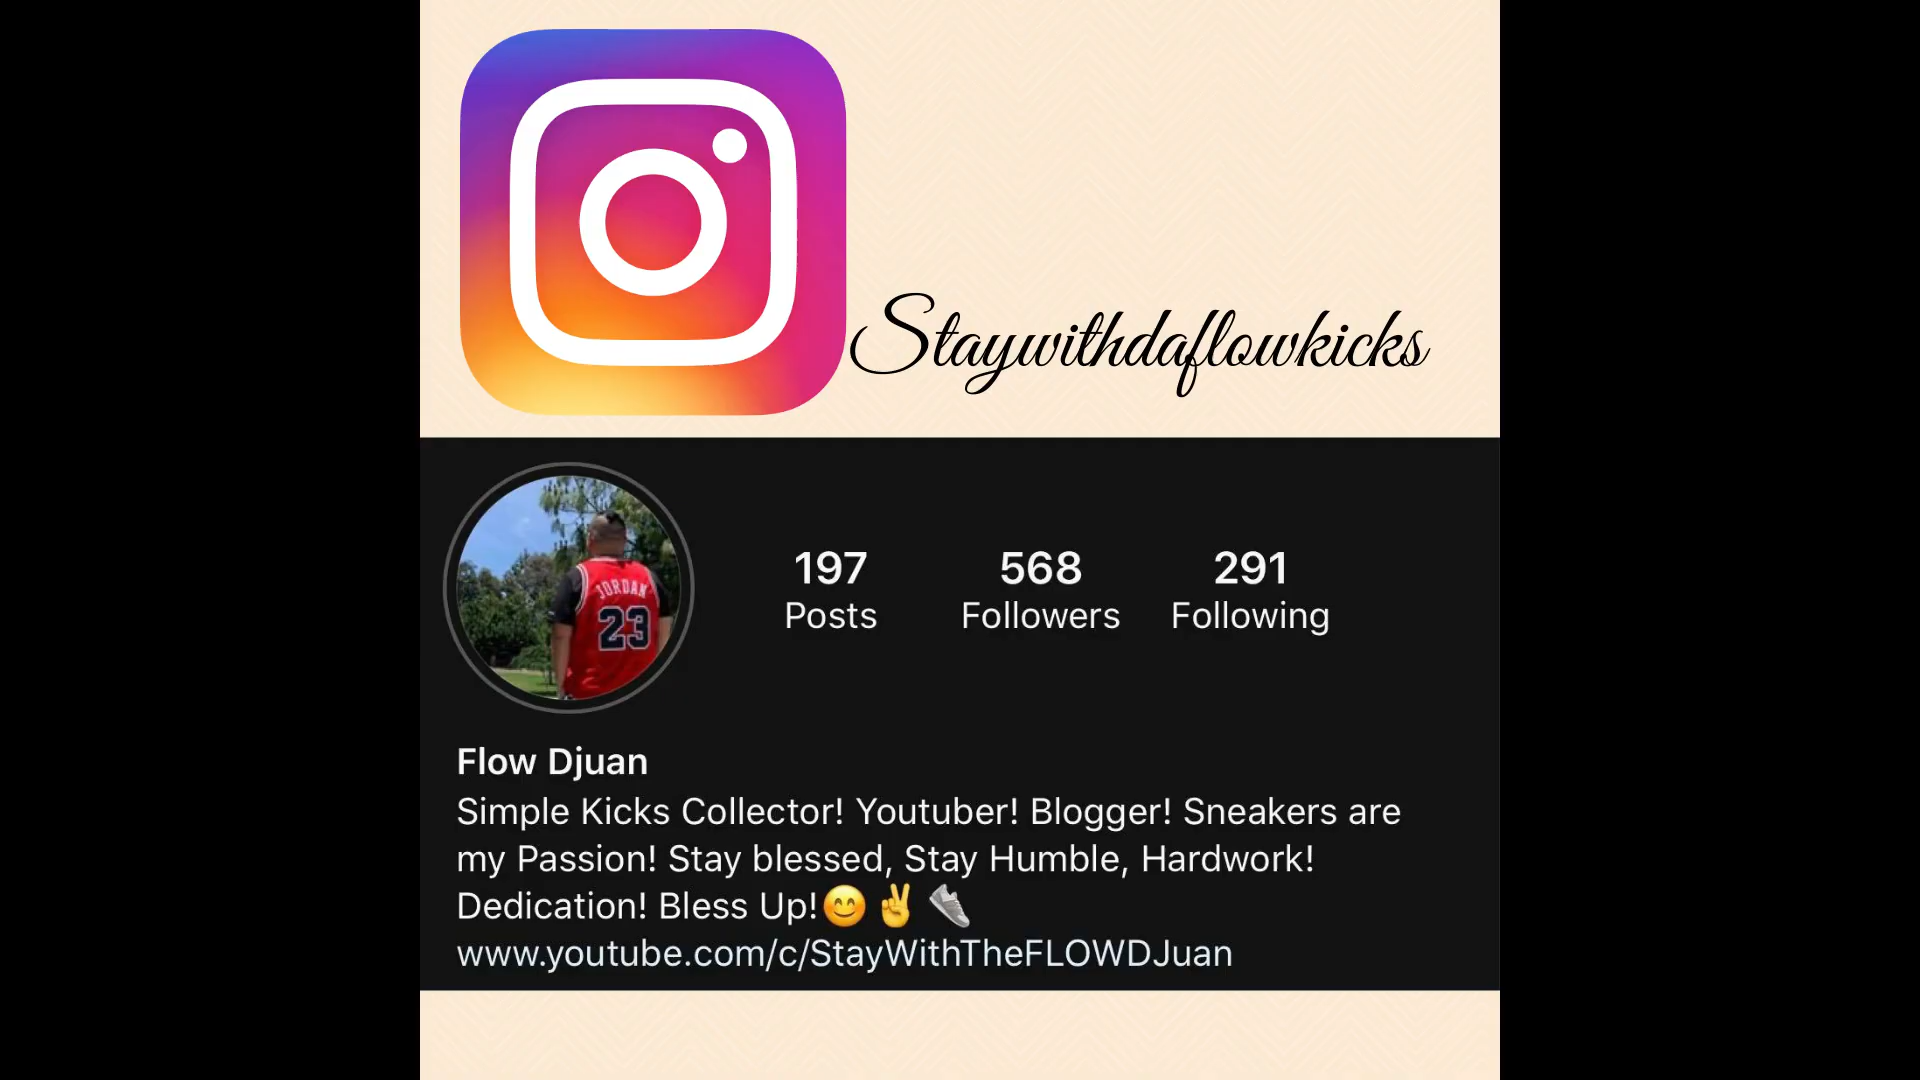 Staywithdaflowkicks
JORDAN
23
197 568 291
Posts Followers Following
Flow Djuan
Simple Kicks Collector! Youtuber! Blogger! Sneakers are
my Passion! Stay blessed, Stay Humble, Hardwork!
Dedication! Bless Up!😊✌️👟
www.youtube.com/c/StayWithTheFLOWDJuan